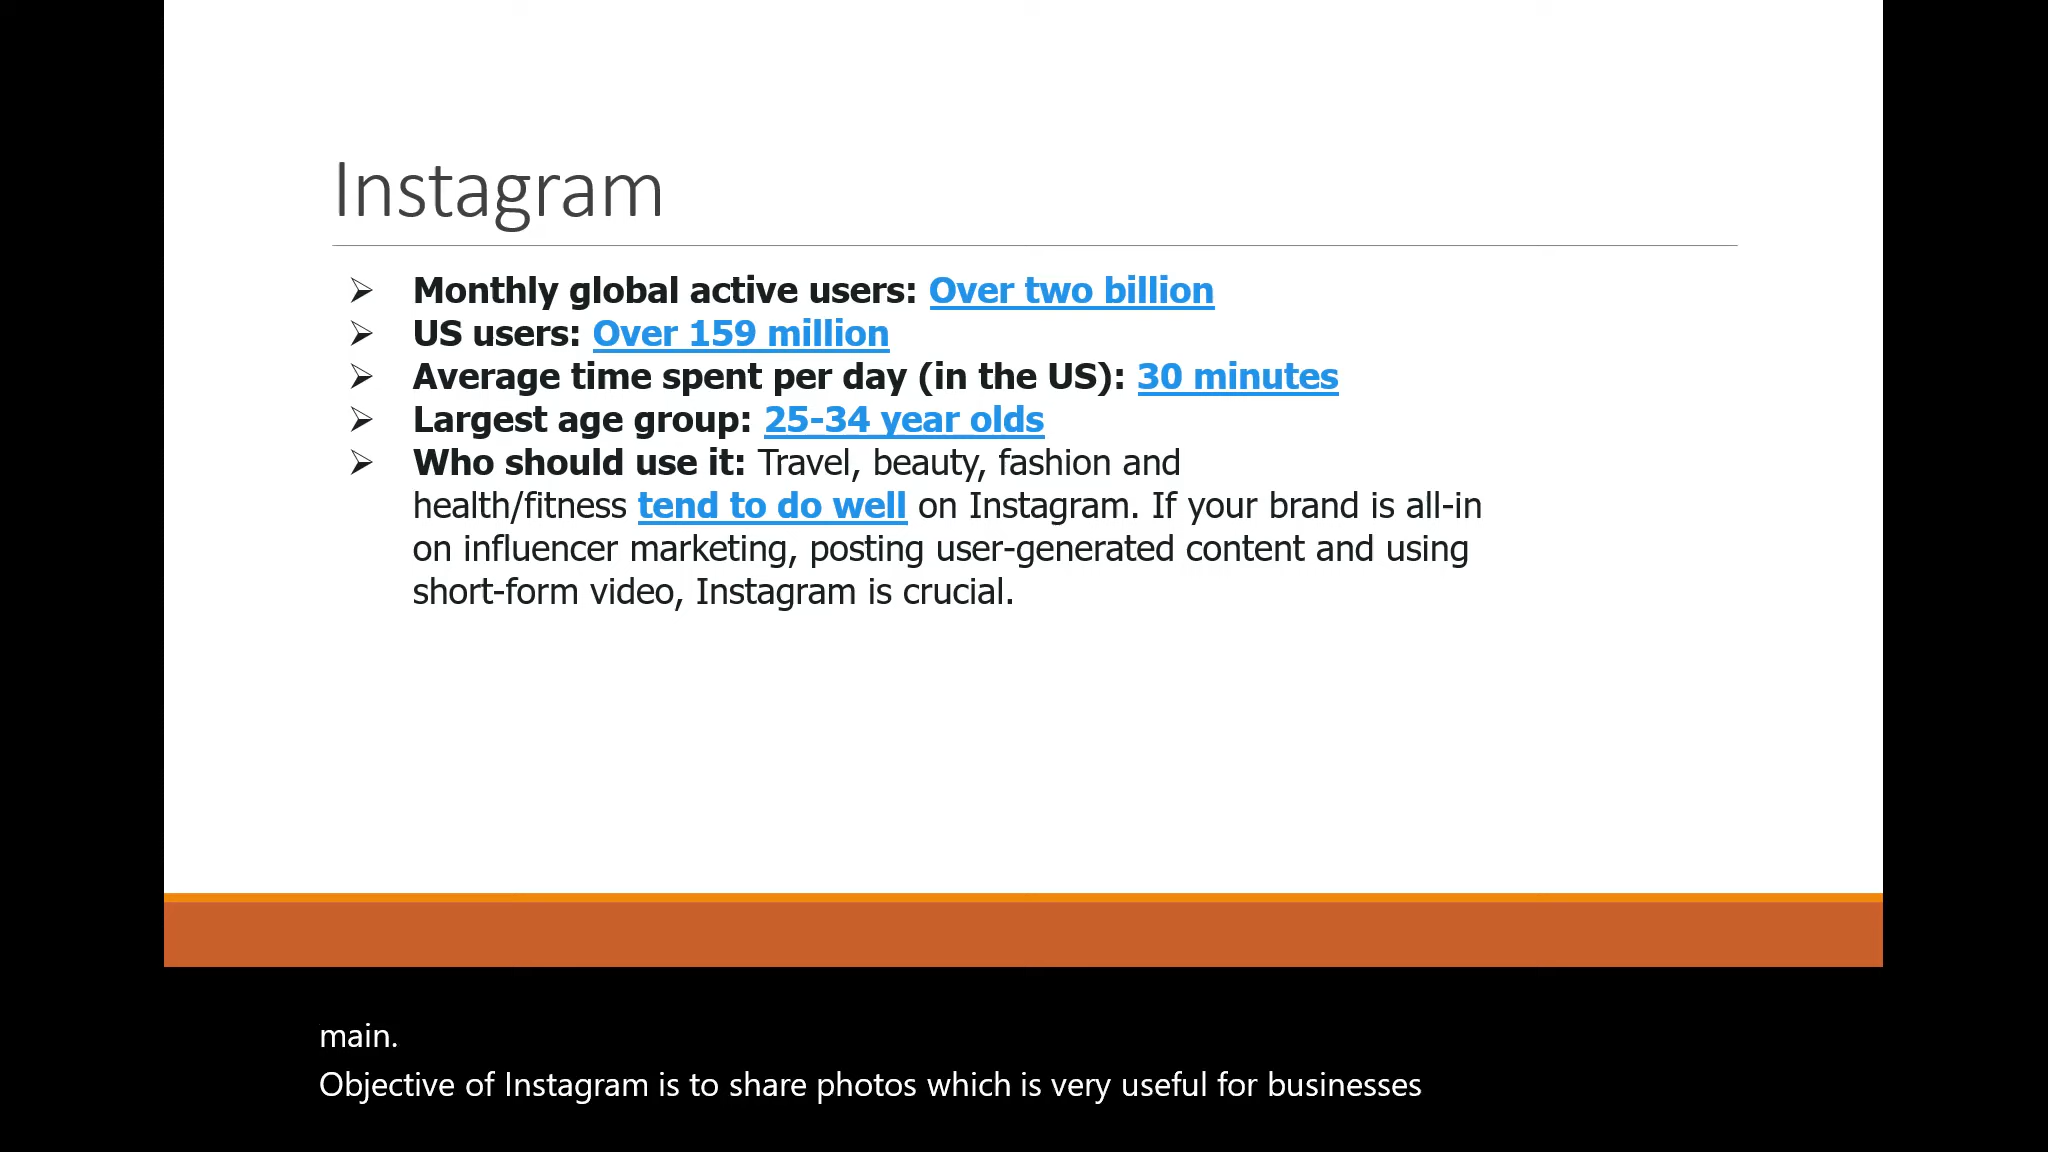 Instagram
➢ Monthly global active users: Over two billion
➢ US users: Over 159 million
➢ Average time spent per day (in the US): 30 minutes
➢ Largest age group: 25-34 year olds
➢ Who should use it: Travel, beauty, fashion and
health/fitness tend to do well on Instagram. If your brand is all-in
on influencer marketing, posting user-generated content and using
short-form video, Instagram is crucial.
main.
Objective of Instagram is to share photos which is very useful for businesses